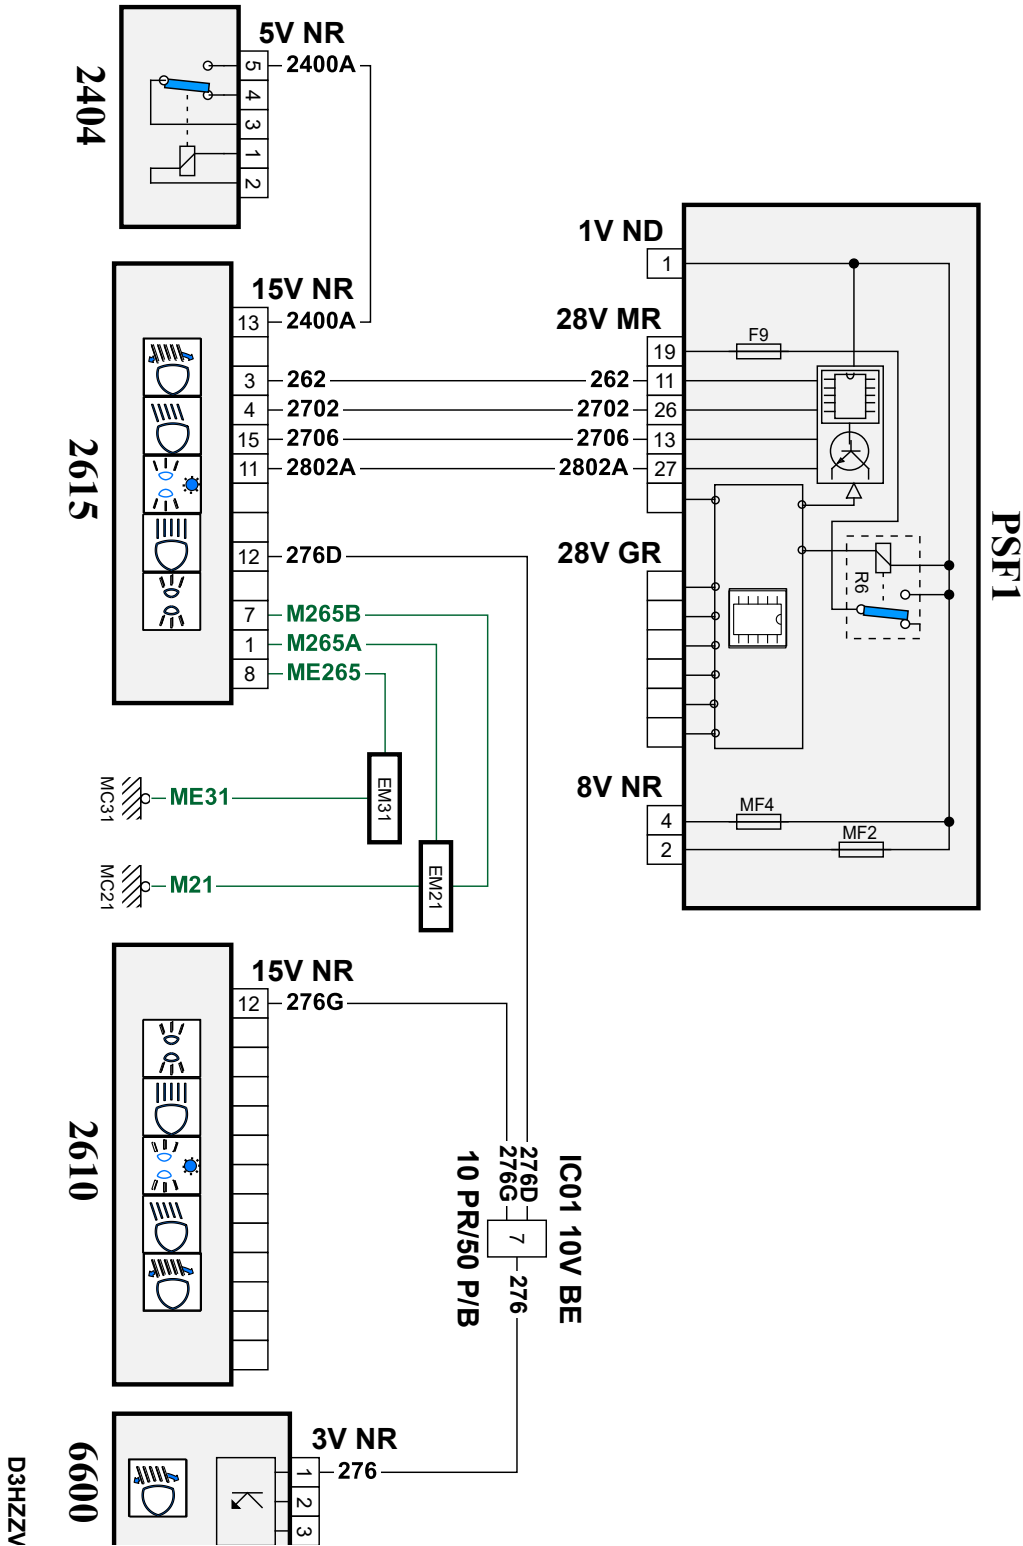 5V NR
5 2400A
4
3
1
2
2404
15V NR
13 2400A
3 262
4 2702
15 2706
11 2802A
12 276D
7 M265B
1 M265A
8 ME265
2615
PSF1
1V ND
1
28V MR
19 F9
262 11
2702 26
2706 13
2802A 27
28V GR
R6
8V NR
4 MF4
2 MF2
EM31
ME31
MC31
EM21
M21
MC21
15V NR
12 276G
2610
276D
276G
7
276
IC01 10V BE
10 PR/50 P/B
3V NR
1 276
2
3
6600
D3HZZV